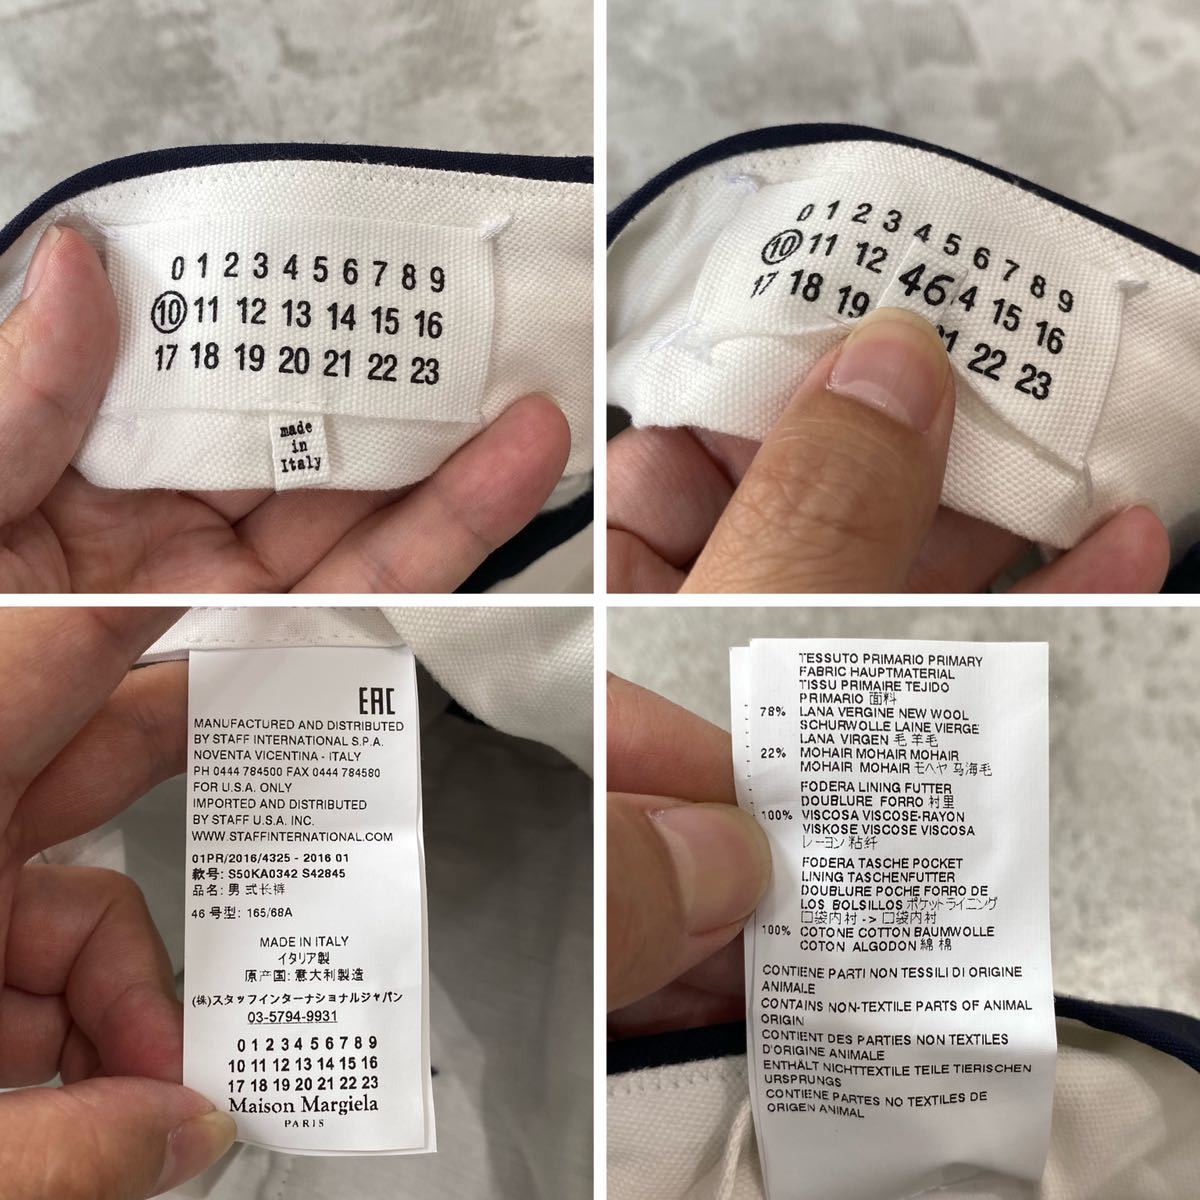 0 1 2 3 4 5 6 7 8 9
10 11 12 13 14 15 16
17 18 19 20 21 22 23
made
in
Italy
0 1 2 3 4 5 6 7 8 9
10 11 12 46 4 15 16
17 18 19 21 22 23
EAC
MANUFACTURED AND DISTRIBUTED
BY STAFF INTERNATIONAL S.P.A.
NOVENTA VICENTINA - ITALY
PH 0444 784500 FAX 0444 784580
FOR U.S.A. ONLY
IMPORTED AND DISTRIBUTED
BY STAFF U.S.A. INC.
WWW.STAFFINTERNATIONAL.COM
01PR/2016/4325 - 2016 01
款号: S50KA0342 S42845
品名: 男式长裤
46 号型: 165/68A
MADE IN ITALY
イタリア製
原产国: 意大利製造
(株)スタッフインターナショナルジャパン
03-5794-9931
0 1 2 3 4 5 6 7 8 9
10 11 12 13 14 15 16
17 18 19 20 21 22 23
Maison Margiela
PARIS
TESSUTO PRIMARIO PRIMARY
FABRIC HAUPTMATERIAL
TISSU PRIMAIRE TEJIDO
PRIMARIO 面料
78% LANA VERGINE NEW WOOL
SCHURWOLLE LAINE VIERGE
LANA VIRGEN 毛 羊毛
22% MOHAIR MOHAIR MOHAIR
MOHAIR MOHAIR モヘヤ 马海毛
FODERA LINING FUTTER
DOUBLURE FORRO 村里
100% VISCOSA VISCOSE-RAYON
VISKOSE VISCOSE VISCOSA
レーヨン 粘纤
FODERA TASCHE POCKET
LINING TASCHENFUTTER
DOUBLURE POCHE FORRO DE
LOS BOLSILLOS ポケットライニング
口袋内衬 -> 口袋内衬
100% COTONE COTTON BAUMWOLLE
COTON ALGODON 綿 棉
CONTIENE PARTI NON TESSILI DI ORIGINE
ANIMALE
CONTAINS NON-TEXTILE PARTS OF ANIMAL
ORIGIN
CONTIENT DES PARTIES NON TEXTILES
D'ORIGINE ANIMALE
ENTHÄLT NICHTTEXTILE TEILE TIERISCHEN
URSPRUNGS
CONTIENE PARTES NO TEXTILES DE
ORIGEN ANIMAL